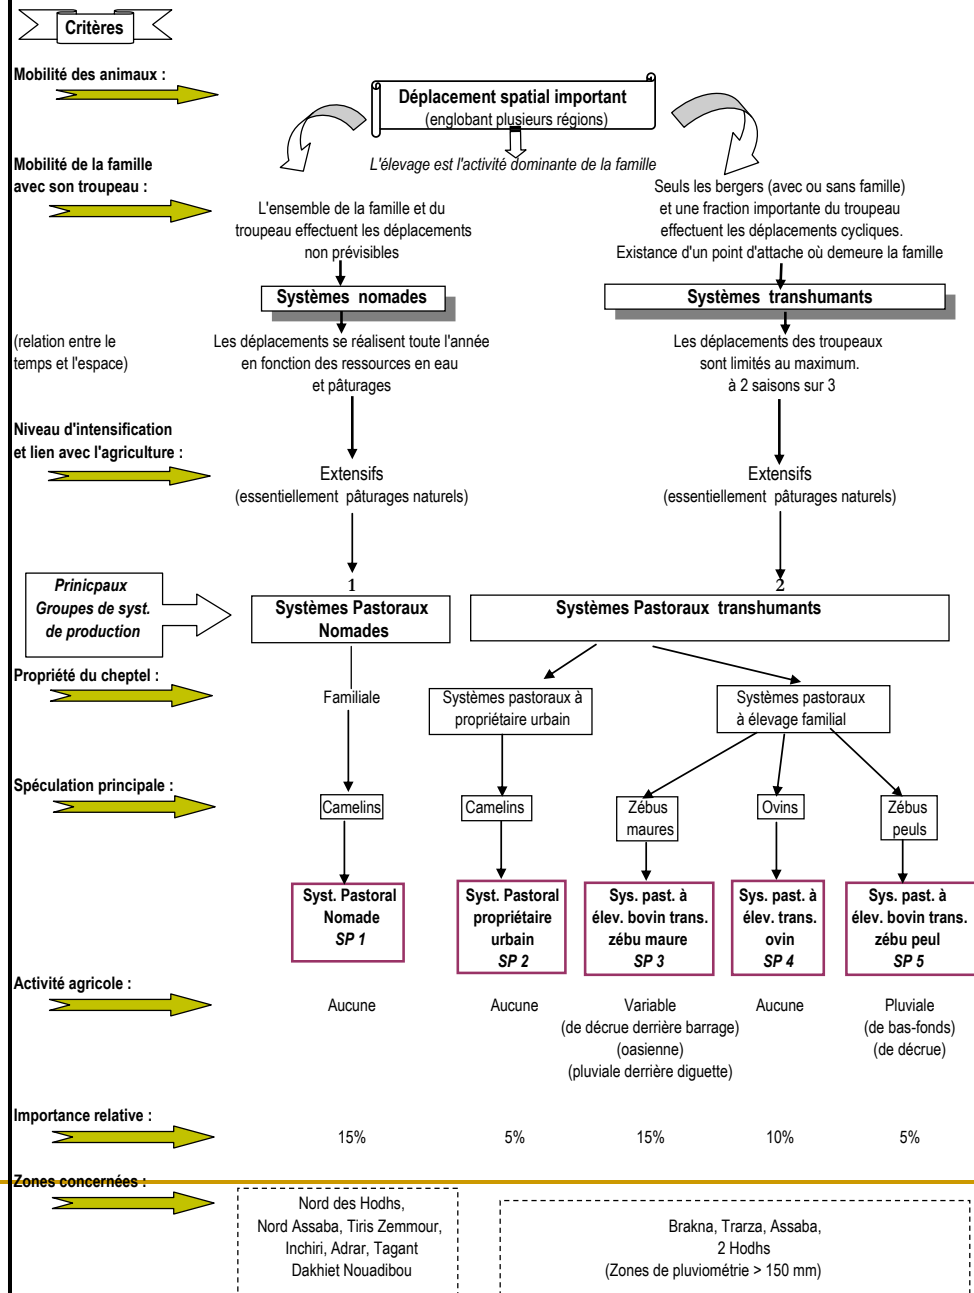 Critères
Mobilité des animaux :
Déplacement spatial important
(englobant plusieurs régions)
L'élevage est l'activité dominante de la famille
Mobilité de la famille
avec son troupeau :
L'ensemble de la famille et du
troupeau effectuent les déplacements
non prévisibles
Seuls les bergers (avec ou sans famille)
et une fraction importante du troupeau
effectuent les déplacements cycliques.
Existance d'un point d'attache où demeure la famille
Systèmes nomades
Systèmes transhumants
(relation entre le
temps et l'espace)
Les déplacements se réalisent toute l'année
en fonction des ressources en eau
et pâturages
Les déplacements des troupeaux
sont limités au maximum.
à 2 saisons sur 3
Niveau d'intensification
et lien avec l'agriculture :
Extensifs
(essentiellement pâturages naturels)
Extensifs
(essentiellement pâturages naturels)
Prinicpaux
Groupes de syst.
de production
1
Systèmes Pastoraux
Nomades
2
Systèmes Pastoraux transhumants
Propriété du cheptel :
Familiale
Systèmes pastoraux à
propriétaire urbain
Systèmes pastoraux
à élevage familial
Spéculation principale :
Camelins
Camelins
Zébus
maures
Ovins
Zébus
peuls
Syst. Pastoral
Nomade
SP 1
Syst. Pastoral
propriétaire
urbain
SP 2
Sys. past. à
élev. bovin trans.
zébu maure
SP 3
Sys. past. à
élev. trans.
ovin
SP 4
Sys. past. à
élev. bovin trans.
zébu peul
SP 5
Activité agricole :
Aucune
Aucune
Variable
(de décrue derrière barrage)
(oasienne)
(pluviale derrière diguette)
Aucune
Pluviale
(de bas-fonds)
(de décrue)
Importance relative :
15%
5%
15%
10%
5%
Zones concernées :
Nord des Hodhs,
Nord Assaba, Tiris Zemmour,
Inchiri, Adrar, Tagant
Dakhiet Nouadibou
Brakna, Trarza, Assaba,
2 Hodhs
(Zones de pluviométrie > 150 mm)